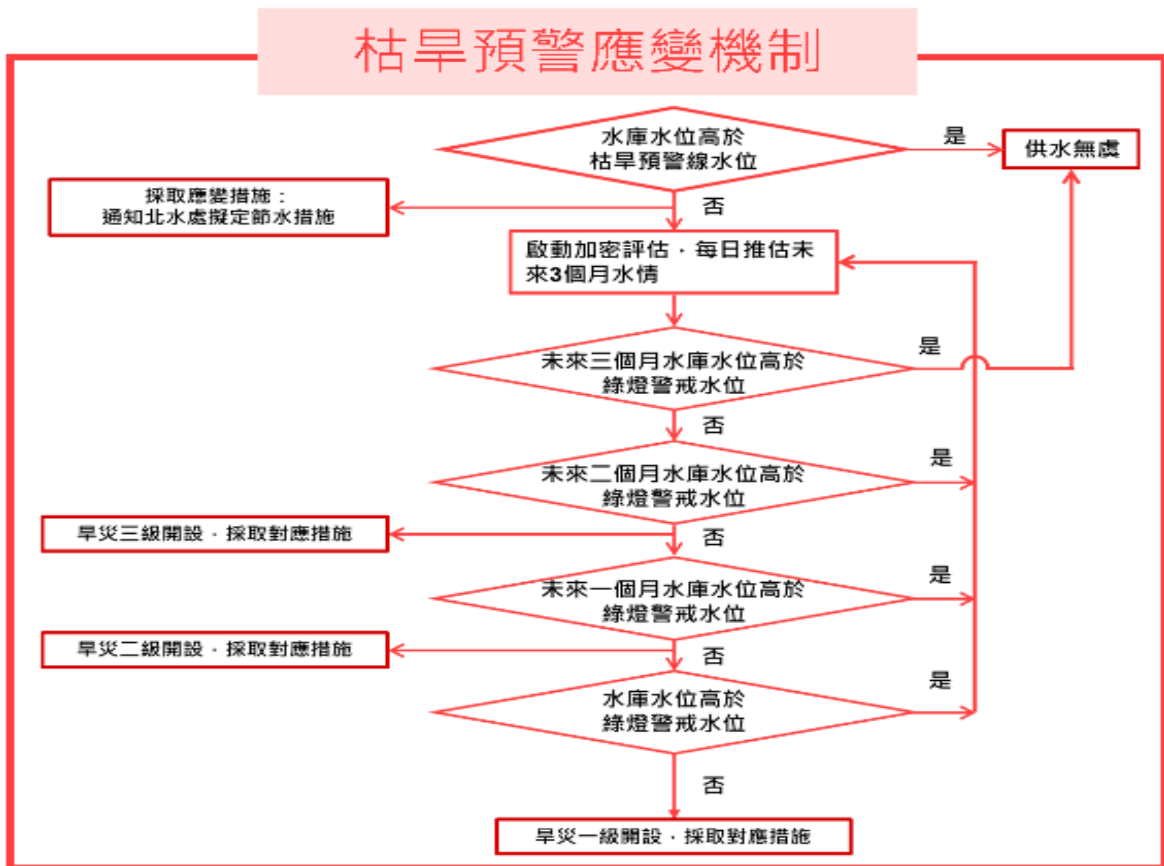 枯旱預警應變機制
水庫水位高於
枯旱預警線水位
是
供水無虞
否
採取應變措施：
通知北水處擬定節水措施
啟動加密評估．每日推估未
來3個月水情
未來三個月水庫水位高於
綠燈警戒水位
是
否
未來二個月水庫水位高於
綠燈警戒水位
是
否
旱災三級開設．採取對應措施
未來一個月水庫水位高於
綠燈警戒水位
是
否
旱災二級開設．採取對應措施
水庫水位高於
綠燈警戒水位
是
否
旱災一級開設．採取對應措施